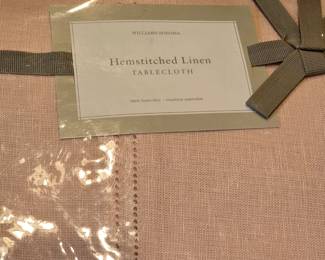 WILLIAMS-SONOMA
Hemstitched Linen
TABLECLOTH